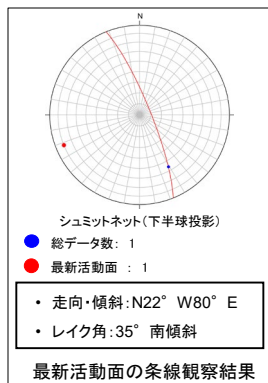 N
シュミットネット(下半球投影)
総データ数: 1
最新活動面 : 1
• 走向・傾斜:N22° W80° E
• レイク角:35° 南傾斜
最新活動面の条線観察結果